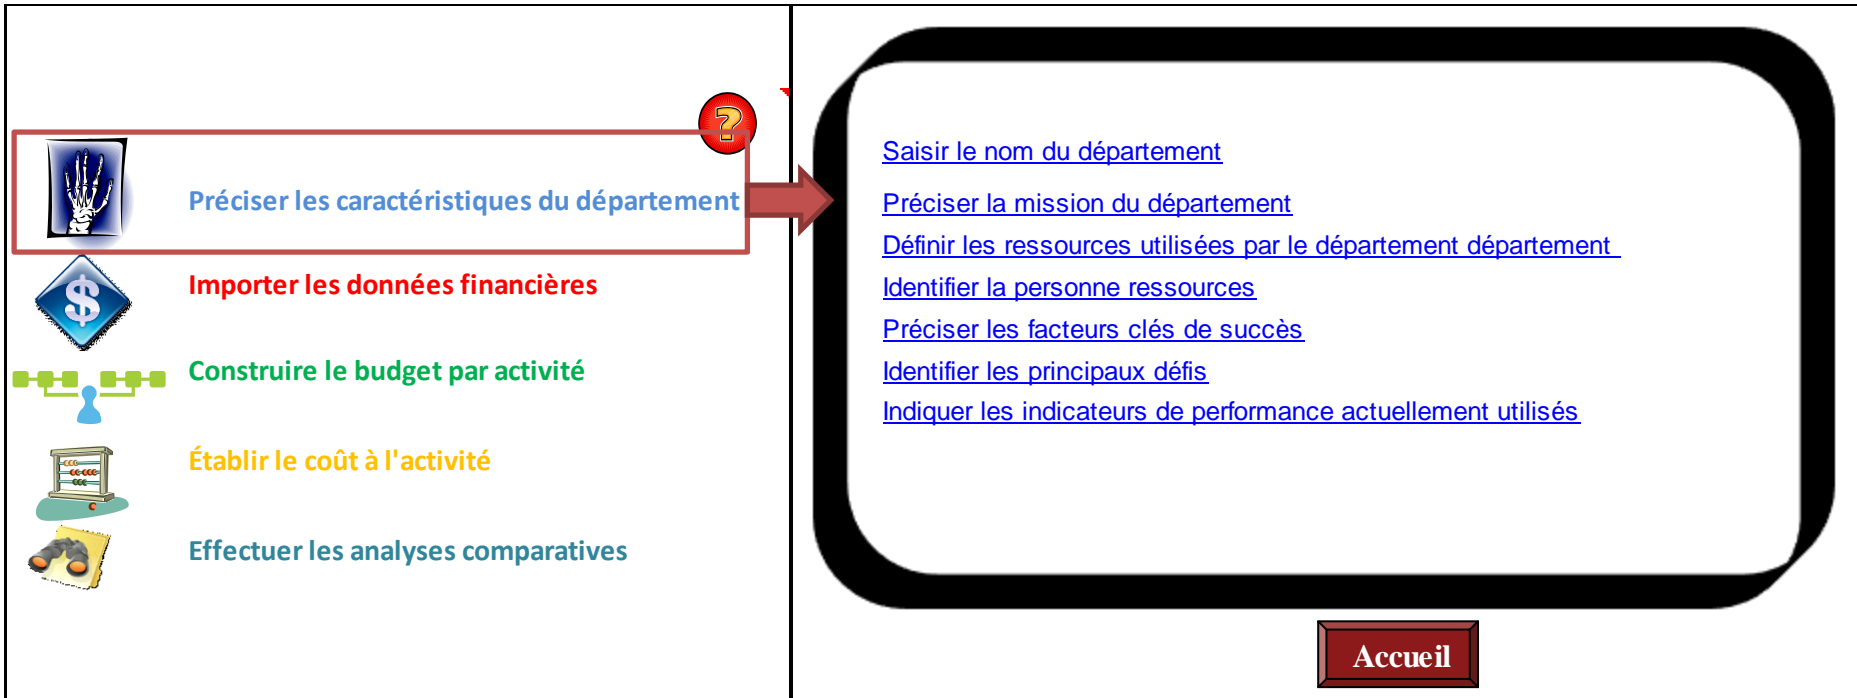 ?
Préciser les caractéristiques du département
Importer les données financières
$
Construire le budget par activité
Établir le coût à l'activité
Effectuer les analyses comparatives
Saisir le nom du département
Préciser la mission du département
Définir les ressources utilisées par le département département
Identifier la personne ressources
Préciser les facteurs clés de succès
Identifier les principaux défis
Indiquer les indicateurs de performance actuellement utilisés
Accueil